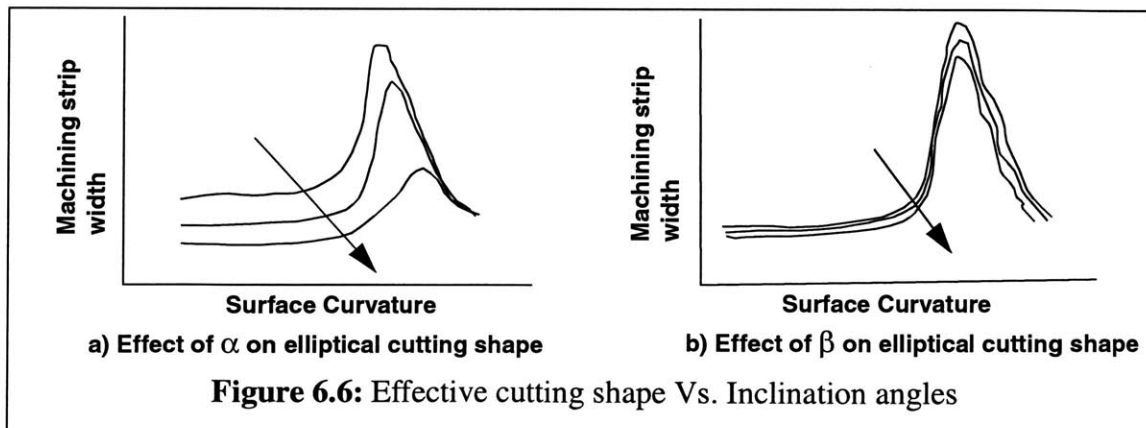 Machining strip
width
Surface Curvature
a) Effect of α on elliptical cutting shape
Machining strip
width
Surface Curvature
b) Effect of β on elliptical cutting shape
Figure 6.6: Effective cutting shape Vs. Inclination angles